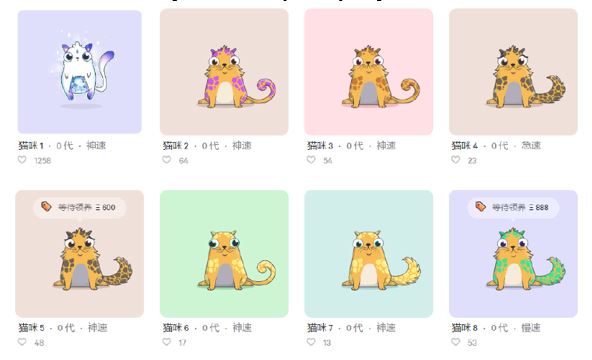 猫咪 1 · 0 代 · 神速
1258
猫咪 2 · 0 代 · 神速
64
猫咪 3 · 0 代 · 神速
54
猫咪 4 · 0 代 · 急速
23
等待领养 Ξ 600
猫咪 5 · 0 代 · 神速
48
猫咪 6 · 0 代 · 神速
17
猫咪 7 · 0 代 · 神速
13
等待领养 Ξ 888
猫咪 8 · 0 代 · 慢速
53